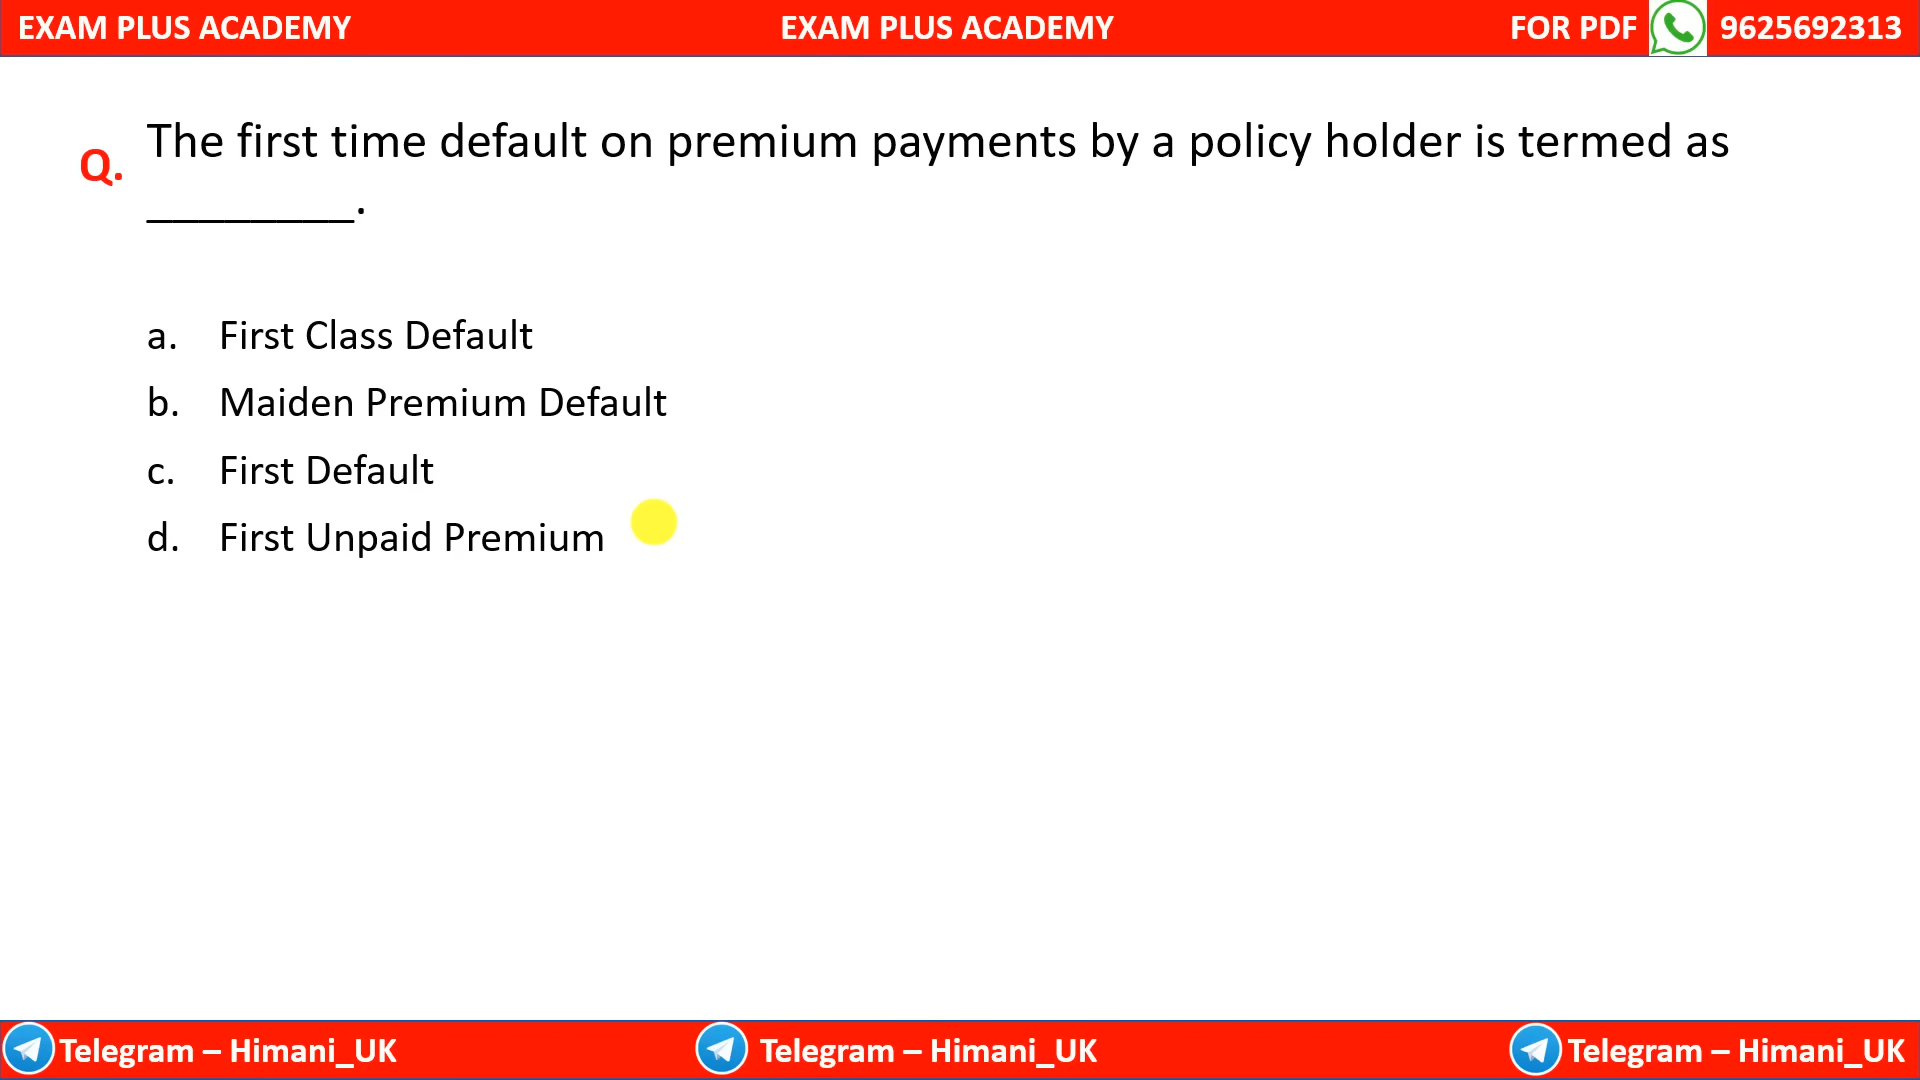 EXAM PLUS ACADEMY EXAM PLUS ACADEMY FOR PDF 9625692313
Q. The first time default on premium payments by a policy holder is termed as
________.
a. First Class Default
b. Maiden Premium Default
c. First Default
d. First Unpaid Premium
Telegram – Himani_UK Telegram – Himani_UK Telegram – Himani_UK